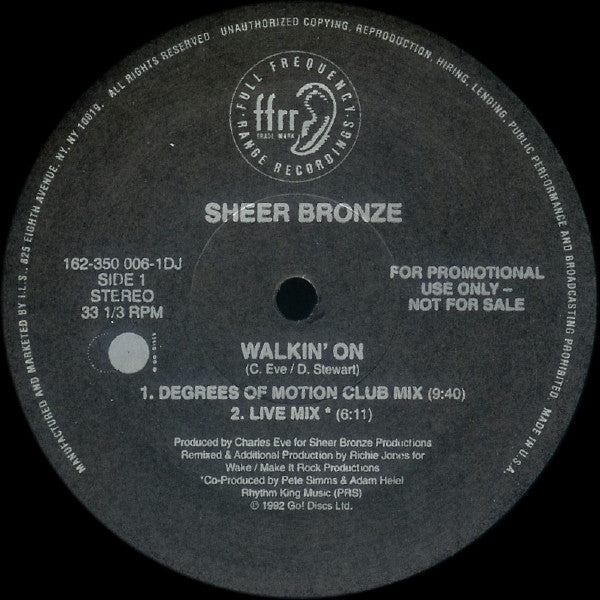 MANUFACTURED AND MARKETED BY I.L.S., 825 EIGHTH AVENUE, NY, NY 10019. ALL RIGHTS RESERVED. UNAUTHORIZED COPYING, REPRODUCTION, HIRING, LENDING, PUBLIC PERFORMANCE AND BROADCASTING PROHIBITED. MADE IN U.S.A.
FULL FREQUENCY
ffrr
TRADE MARK
RANGE RECORDINGS
SHEER BRONZE
162-350 006-1DJ
SIDE 1
STEREO
33 1/3 RPM
FOR PROMOTIONAL
USE ONLY –
NOT FOR SALE
WALKIN' ON
(C. Eve / D. Stewart)
1. DEGREES OF MOTION CLUB MIX (9:40)
2. LIVE MIX * (6:11)
Produced by Charles Eve for Sheer Bronze Productions
Remixed & Additional Production by Richie Jones for
Wake / Make It Rock Productions
*Co-Produced by Pete Simms & Adam Heiel
Rhythm King Music (PRS)
© 1992 Go! Discs Ltd.